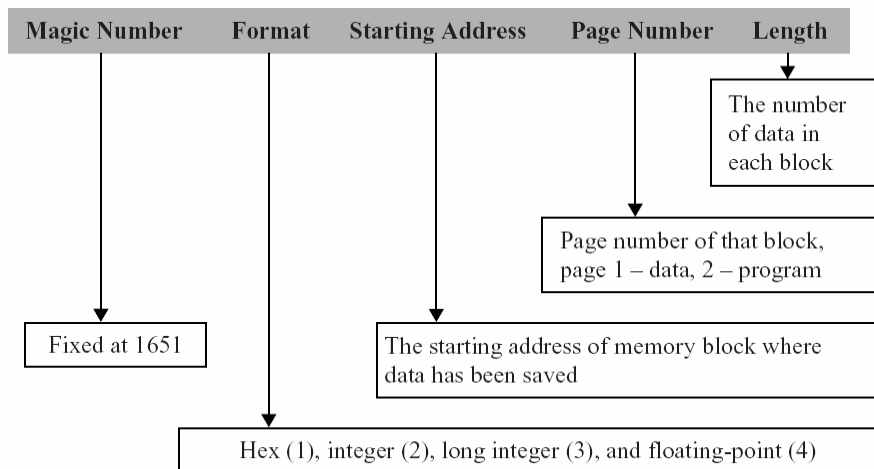 Magic Number Format Starting Address Page Number Length
The number
of data in
each block
Page number of that block,
page 1 – data, 2 – program
Fixed at 1651
The starting address of memory block where
data has been saved
Hex (1), integer (2), long integer (3), and floating-point (4)